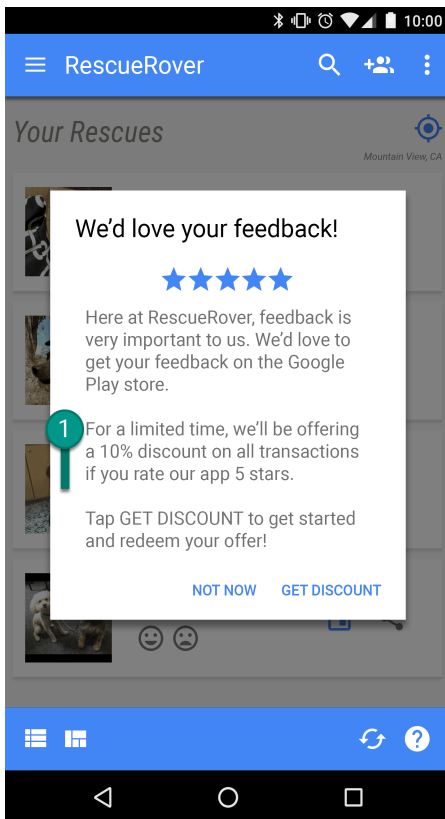 10:00
RescueRover
Your Rescues
Mountain View, CA
We’d love your feedback!
Here at RescueRover, feedback is
very important to us. We’d love to
get your feedback on the Google
Play store.
1
For a limited time, we’ll be offering
a 10% discount on all transactions
if you rate our app 5 stars.
Tap GET DISCOUNT to get started
and redeem your offer!
NOT NOW GET DISCOUNT